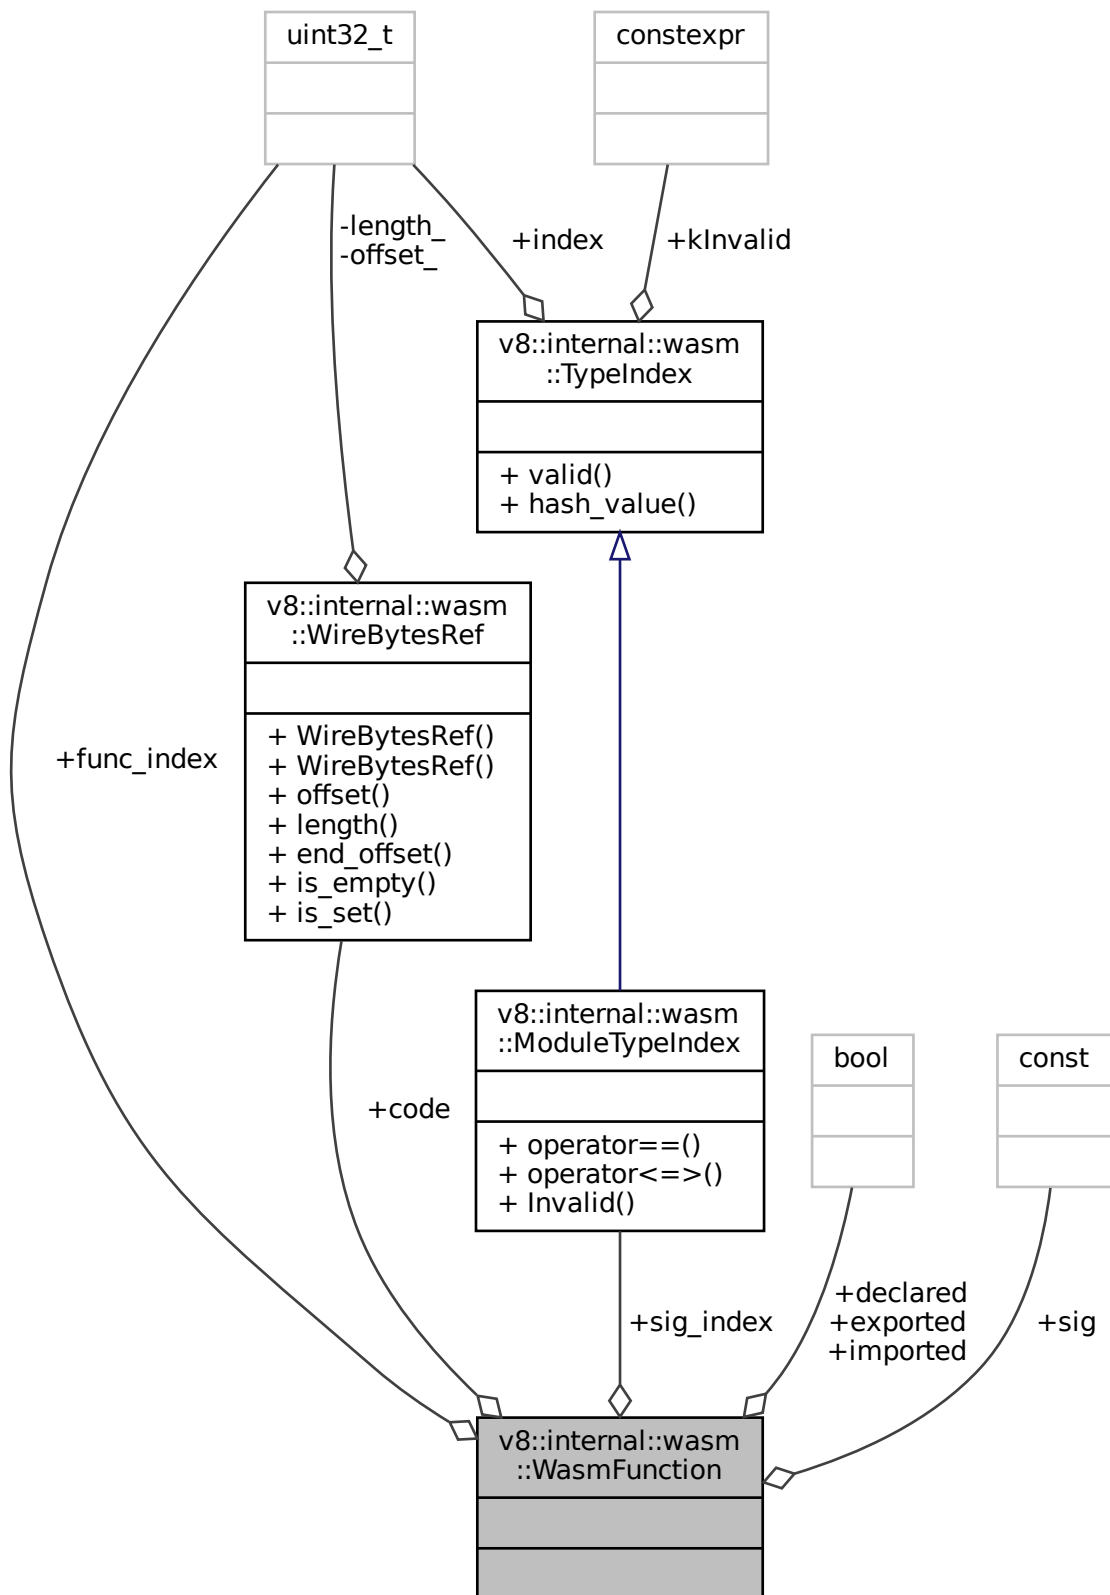 uint32_t
constexpr
-length_
-offset_
+index
+kInvalid
v8::internal::wasm
::TypeIndex
+ valid()
+ hash_value()
v8::internal::wasm
::WireBytesRef
+ WireBytesRef()
+ WireBytesRef()
+ offset()
+ length()
+ end_offset()
+ is_empty()
+ is_set()
+func_index
v8::internal::wasm
::ModuleTypeIndex
+ operator==()
+ operator<=>()
+ Invalid()
bool
const
+code
+sig_index
+declared
+exported
+imported
+sig
v8::internal::wasm
::WasmFunction